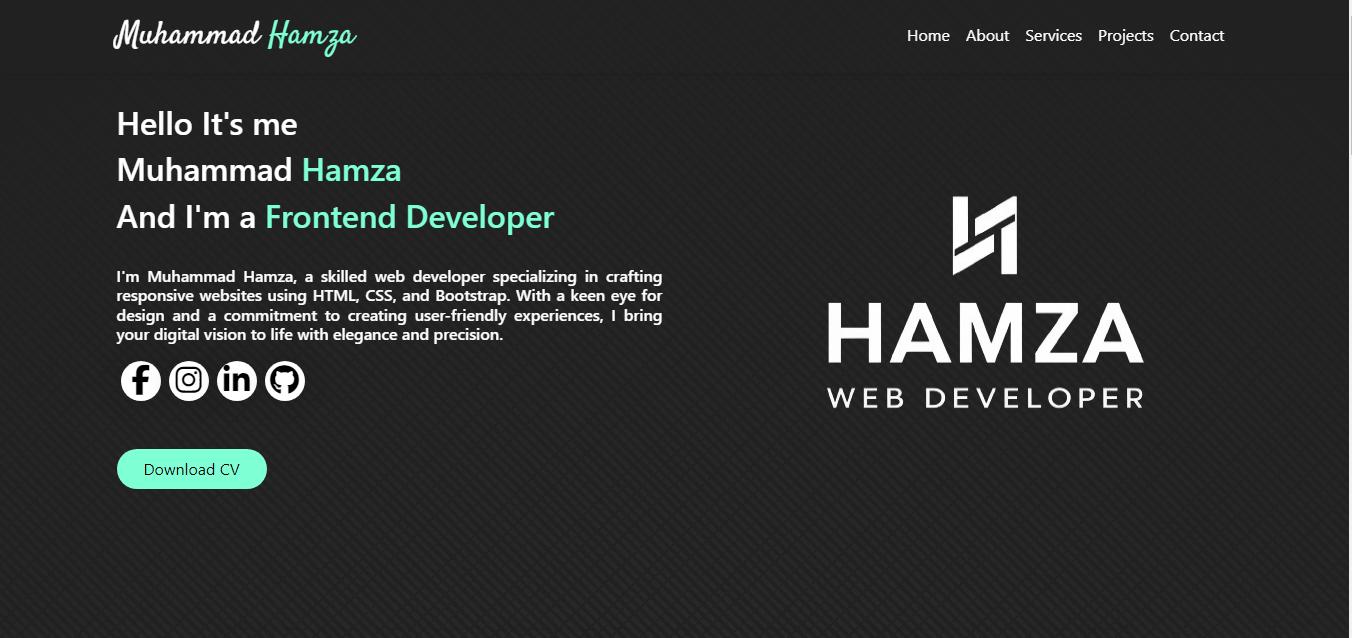 Muhammad Hamza
Home About Services Projects Contact
Hello It's me
Muhammad Hamza
And I'm a Frontend Developer
I'm Muhammad Hamza, a skilled web developer specializing in crafting
responsive websites using HTML, CSS, and Bootstrap. With a keen eye for
design and a commitment to creating user-friendly experiences, I bring
your digital vision to life with elegance and precision.
f in
Download CV
HAMZA
WEB DEVELOPER